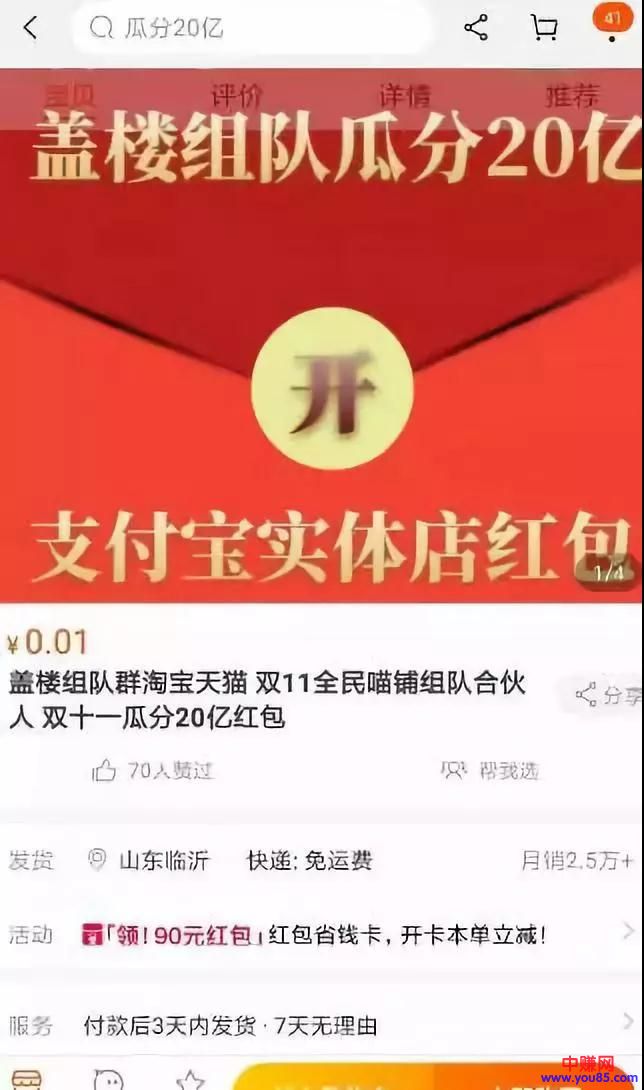 瓜分20亿
41
宝贝 评价 详情 推荐
盖楼组队瓜分20亿
开
支付宝实体店红包
1/4
¥0.01
盖楼组队群淘宝天猫 双11全民喵铺组队合伙
人 双十一瓜分20亿红包
分享
70人赞过 帮我选
发货 山东临沂 快递: 免运费 月销2.5万+
活动 「领!90元红包」红包省钱卡，开卡本单立减!
服务 付款后3天内发货 · 7天无理由
中赚网
www.you85.com